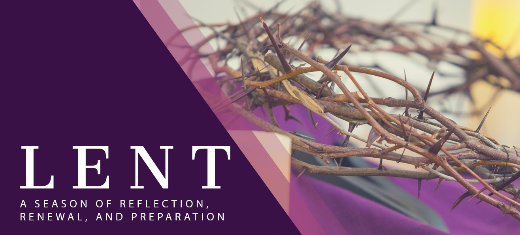 LENT
A SEASON OF REFLECTION,
RENEWAL, AND PREPARATION